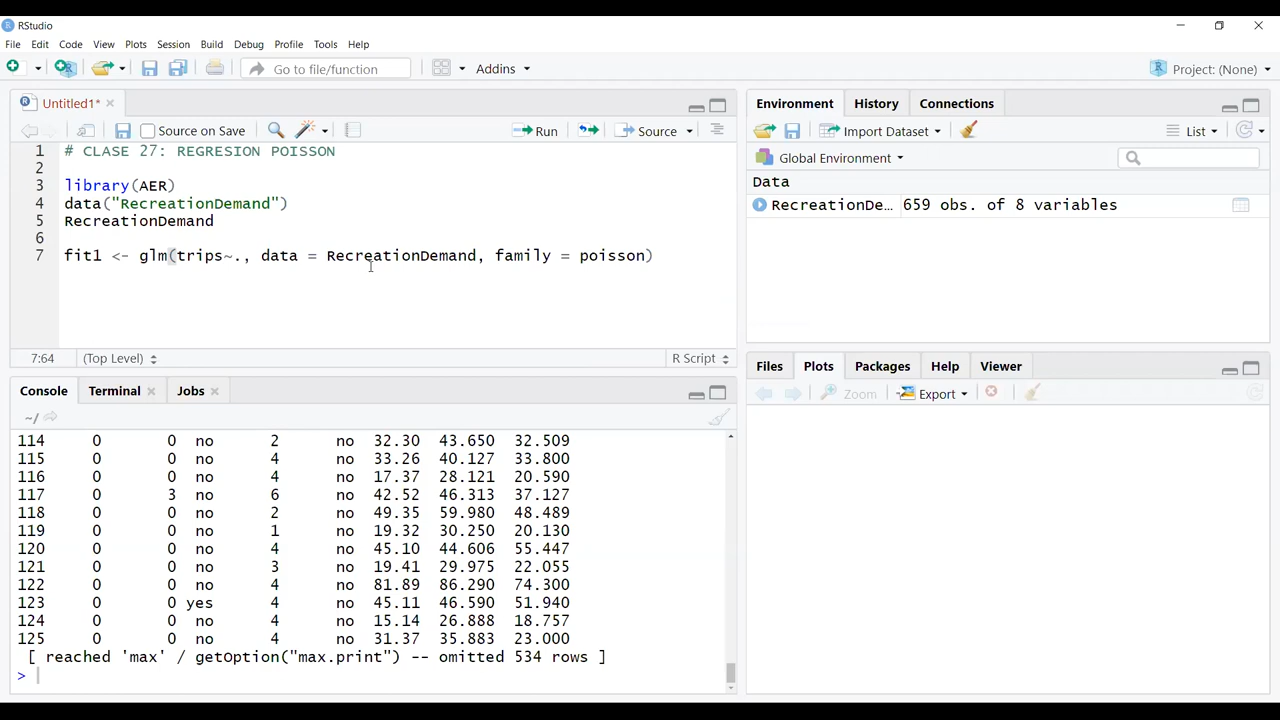 RStudio
File Edit Code View Plots Session Build Debug Profile Tools Help
Go to file/function Addins Project: (None)
Untitled1*
Source on Save Run Source
1 # CLASE 27: REGRESION POISSON
2
3 library(AER)
4 data("RecreationDemand")
5 RecreationDemand
6
7 fit1 <- glm(trips~., data = RecreationDemand, family = poisson)
7:64 (Top Level) R Script
Console Terminal Jobs
~/
114 0 0 no 2 no 32.30 43.650 32.509
115 0 0 no 4 no 33.26 40.127 33.800
116 0 0 no 4 no 17.37 28.121 20.590
117 0 3 no 6 no 42.52 46.313 37.127
118 0 0 no 2 no 49.35 59.980 48.489
119 0 0 no 1 no 19.32 30.250 20.130
120 0 0 no 4 no 45.10 44.606 55.447
121 0 0 no 3 no 19.41 29.975 22.055
122 0 0 no 4 no 81.89 86.290 74.300
123 0 0 yes 4 no 45.11 46.590 51.940
124 0 0 no 4 no 15.14 26.888 18.757
125 0 0 no 4 no 31.37 35.883 23.000
[ reached 'max' / getOption("max.print") -- omitted 534 rows ]
>
Environment History Connections
Import Dataset List
Global Environment
Data
RecreationDe... 659 obs. of 8 variables
Files Plots Packages Help Viewer
Zoom Export